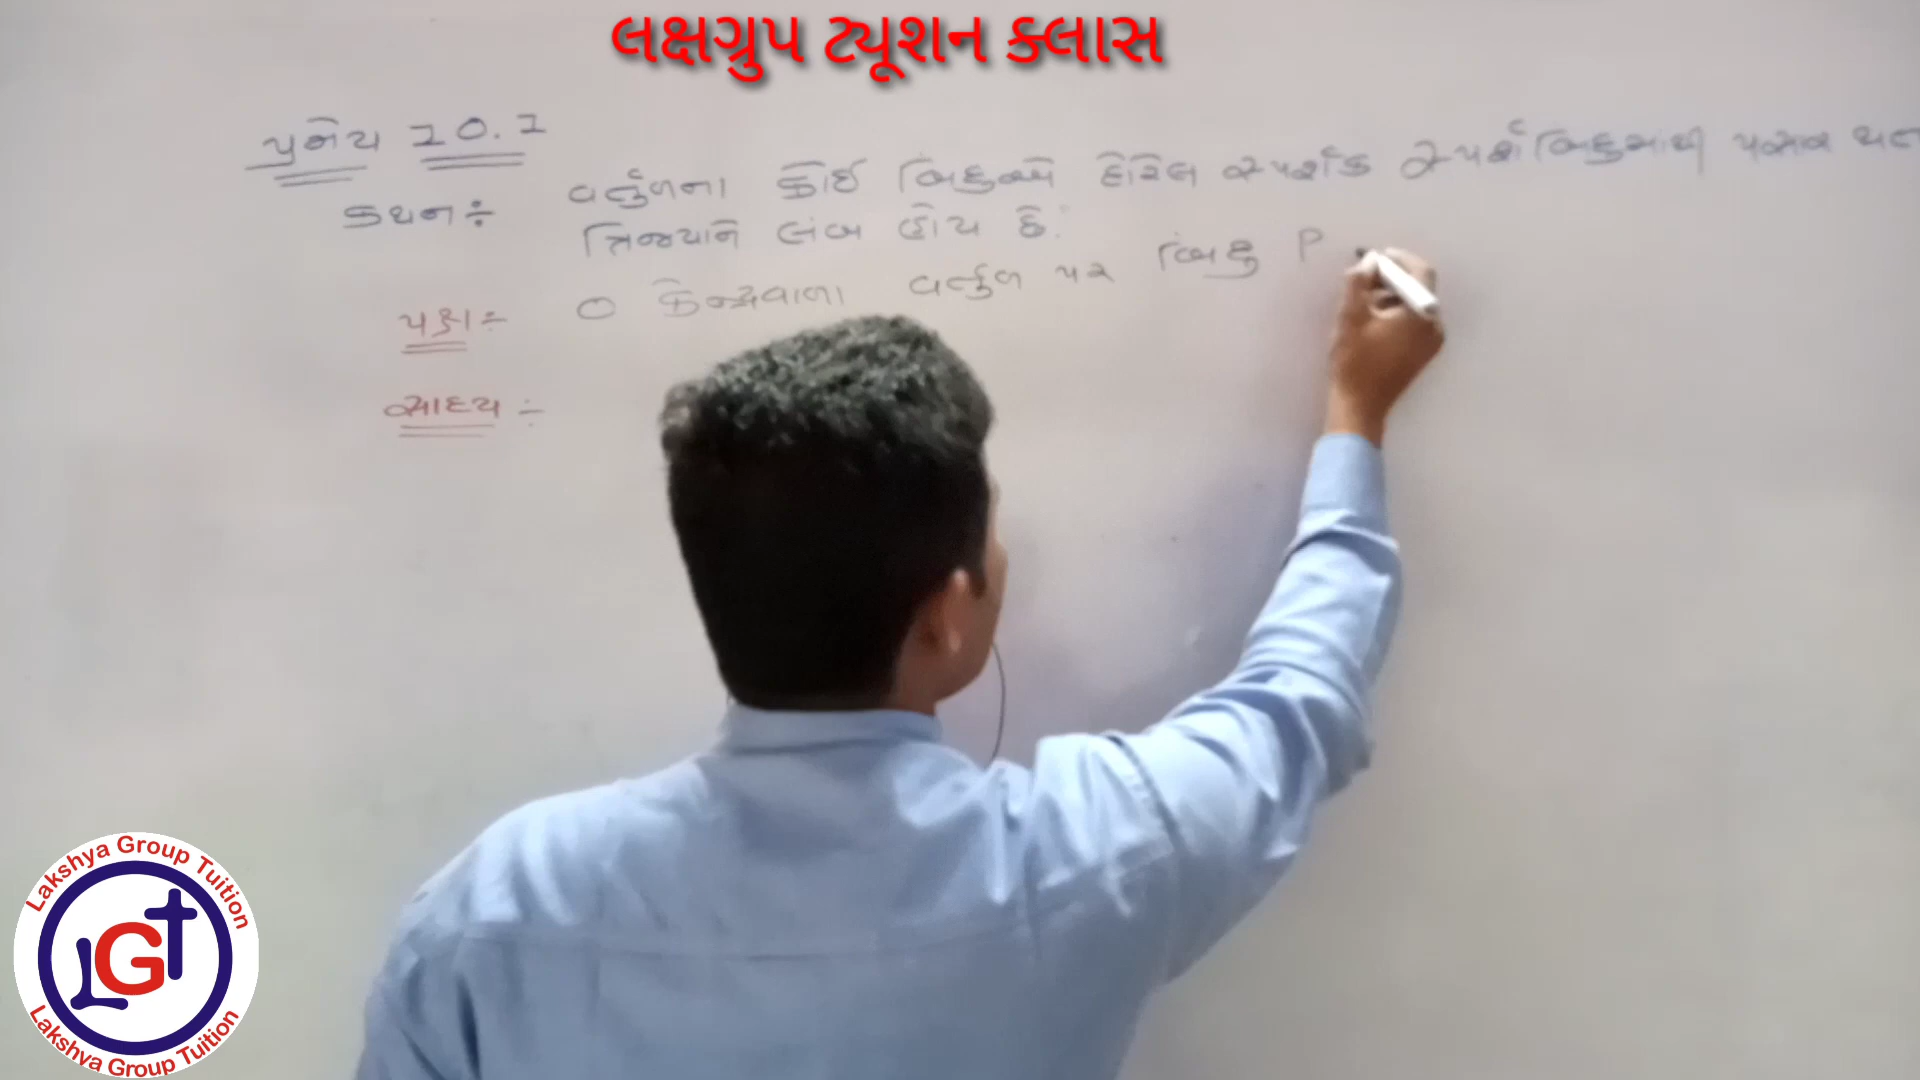 લક્ષગ્રુપ ટ્યૂશન ક્લાસ
પ્રમેય 10.1
કથન ÷ વર્તુળના કોઈ બિંદુએ દોરેલ સ્પર્શક સ્પર્શબિંદુમાંથી પસાર થત
ત્રિજ્યાને લંબ હોય છે.
પક્ષ ÷ O કેન્દ્રવાળા વર્તુળ પર બિંદુ P
સાધ્ય ÷
Lakshya Group Tuition
LGT
Lakshya Group Tuition